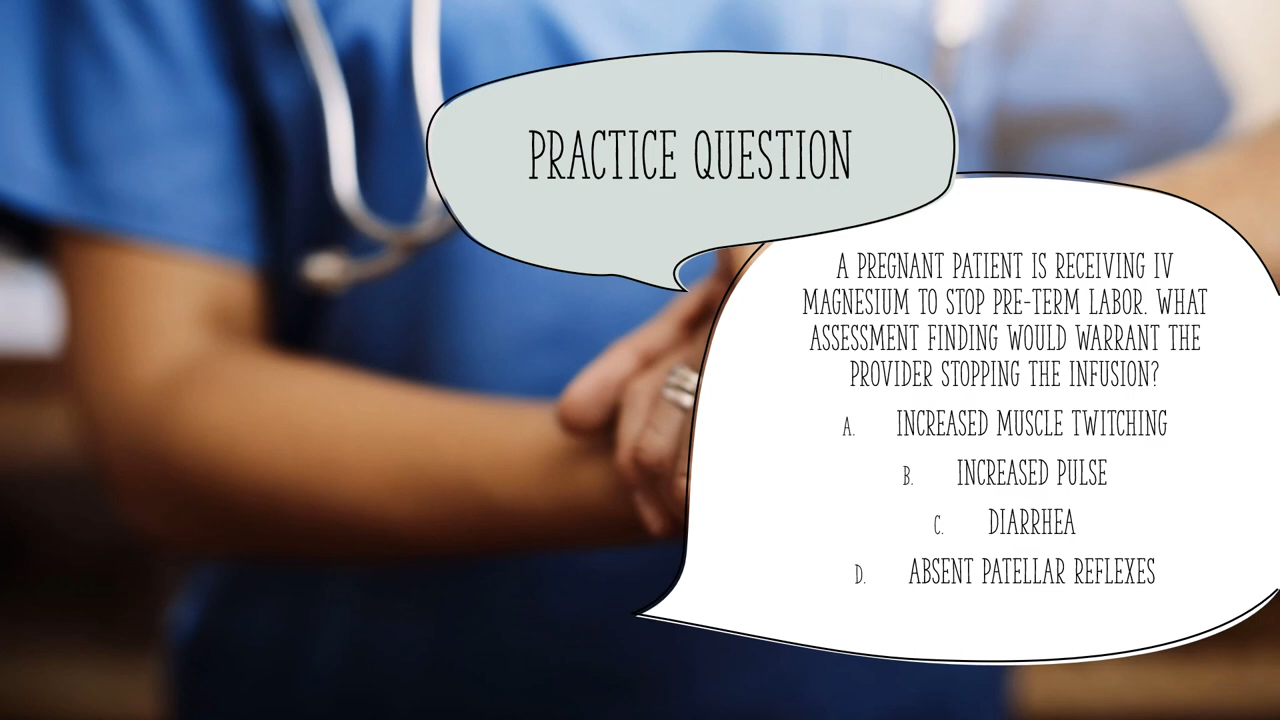 PRACTICE QUESTION
A PREGNANT PATIENT IS RECEIVING IV
MAGNESIUM TO STOP PRE-TERM LABOR. WHAT
ASSESSMENT FINDING WOULD WARRANT THE
PROVIDER STOPPING THE INFUSION?
A. INCREASED MUSCLE TWITCHING
B. INCREASED PULSE
C. DIARRHEA
D. ABSENT PATELLAR REFLEXES